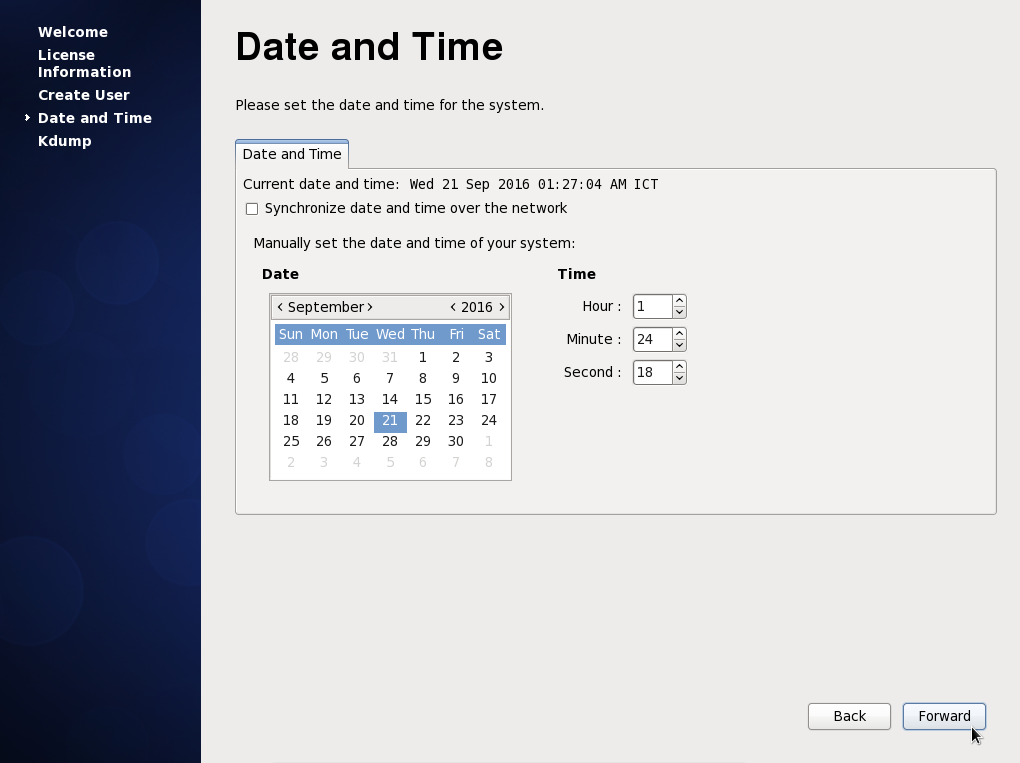 Welcome
License
Information
Create User
Date and Time
Kdump
Date and Time
Please set the date and time for the system.
Date and Time
Current date and time: Wed 21 Sep 2016 01:27:04 AM ICT
Synchronize date and time over the network
Manually set the date and time of your system:
Date
< September >  < 2016 >
Sun Mon Tue Wed Thu Fri Sat
28 29 30 31 1 2 3
4 5 6 7 8 9 10
11 12 13 14 15 16 17
18 19 20 21 22 23 24
25 26 27 28 29 30 1
2 3 4 5 6 7 8
Time
Hour : 1
Minute : 24
Second : 18
Back Forward